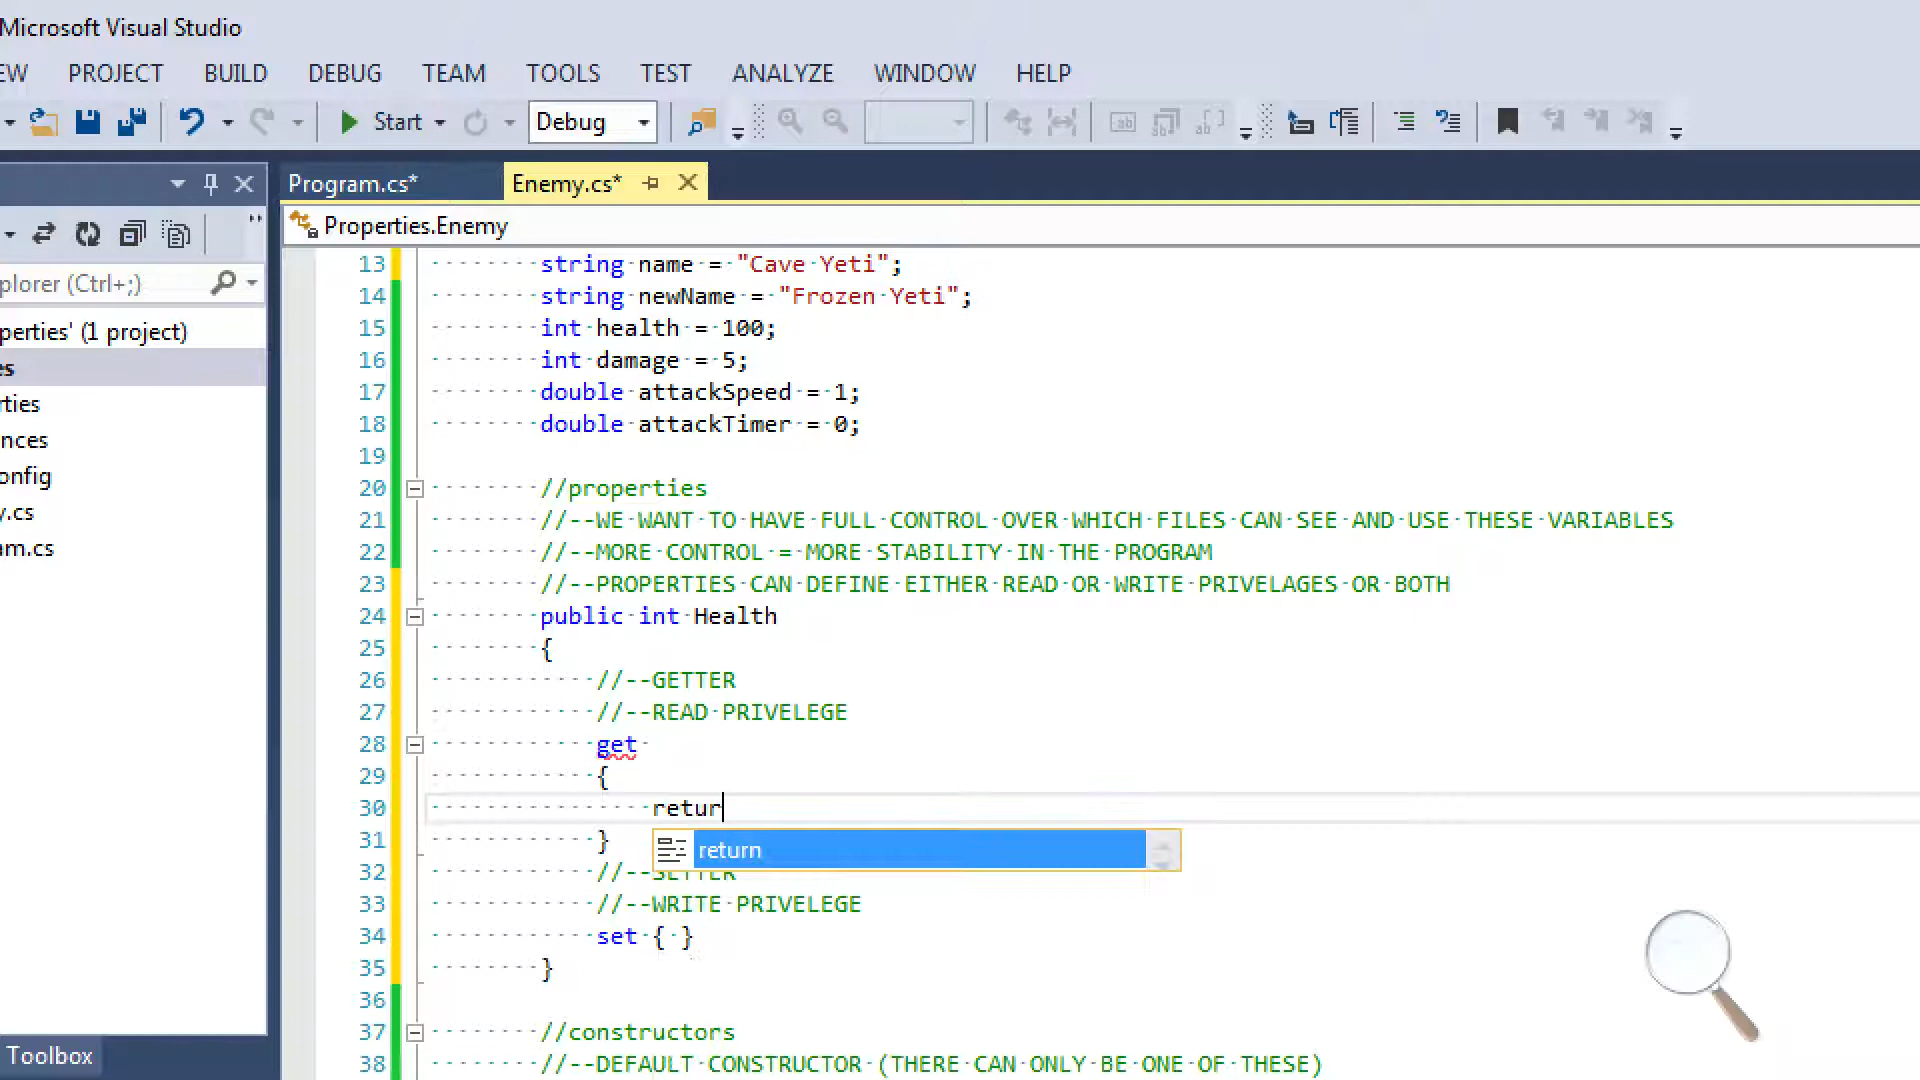 Microsoft Visual Studio
EW PROJECT BUILD DEBUG TEAM TOOLS TEST ANALYZE WINDOW HELP
Start Debug
Program.cs* Enemy.cs*
Properties.Enemy
plorer (Ctrl+;)
perties' (1 project)
es
rties
nces
onfig
y.cs
am.cs
13 string name = "Cave Yeti";
14 string newName = "Frozen Yeti";
15 int health = 100;
16 int damage = 5;
17 double attackSpeed = 1;
18 double attackTimer = 0;
19
20 //properties
21 //--WE WANT TO HAVE FULL CONTROL OVER WHICH FILES CAN SEE AND USE THESE VARIABLES
22 //--MORE CONTROL = MORE STABILITY IN THE PROGRAM
23 //--PROPERTIES CAN DEFINE EITHER READ OR WRITE PRIVELAGES OR BOTH
24 public int Health
25 {
26 //--GETTER
27 //--READ PRIVELEGE
28 get
29 {
30 retur
31 }
return
32 //--SETTER
33 //--WRITE PRIVELEGE
34 set { }
35 }
36
37 //constructors
38 //--DEFAULT CONSTRUCTOR (THERE CAN ONLY BE ONE OF THESE)
Toolbox